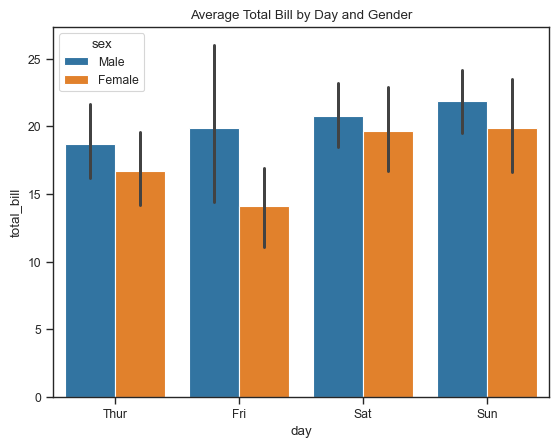 Average Total Bill by Day and Gender
sex
Male
Female
total_bill
25
20
15
10
5
0
Thur Fri Sat Sun
day